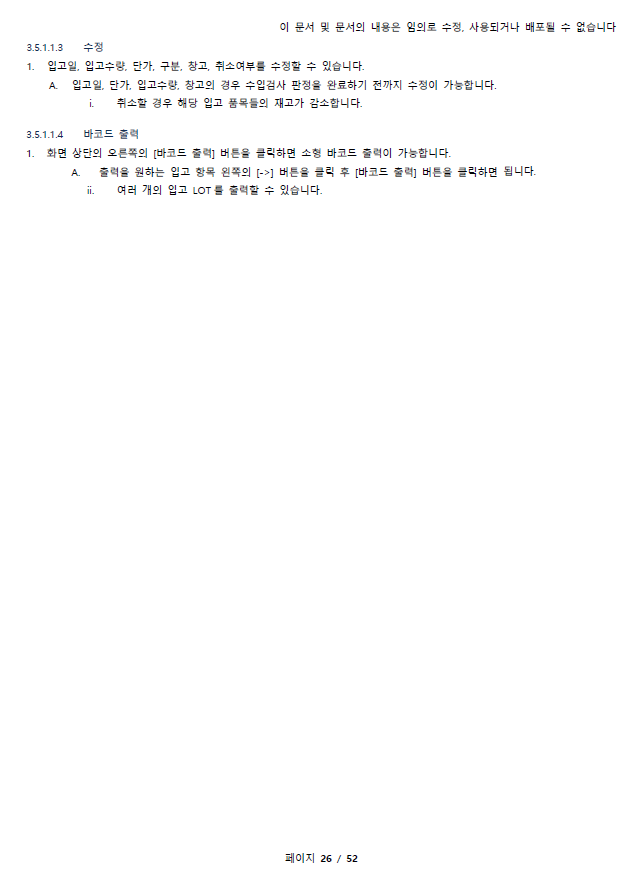 이 문서 및 문서의 내용은 임의로 수정, 사용되거나 배포될 수 없습니다
3.5.1.1.3 수정
1. 입고일, 입고수량, 단가, 구분, 창고, 취소여부를 수정할 수 있습니다.
A. 입고일, 단가, 입고수량, 창고의 경우 수입검사 판정을 완료하기 전까지 수정이 가능합니다.
i. 취소할 경우 해당 입고 품목들의 재고가 감소합니다.
3.5.1.1.4 바코드 출력
1. 화면 상단의 오른쪽의 [바코드 출력] 버튼을 클릭하면 소형 바코드 출력이 가능합니다.
A. 출력을 원하는 입고 항목 왼쪽의 [->] 버튼을 클릭 후 [바코드 출력] 버튼을 클릭하면 됩니다.
ii. 여러 개의 입고 LOT를 출력할 수 있습니다.
페이지 26 / 52